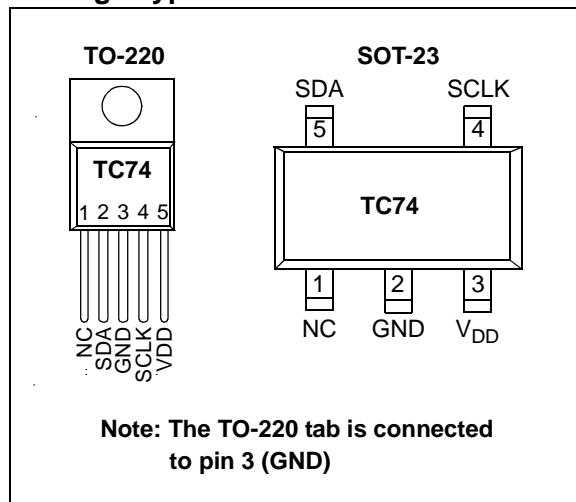 TO-220
TC74
1 2 3 4 5
NC
SDA
GND
SCLK
VDD
SOT-23
SDA SCLK
5 4
TC74
1 2 3
NC GND VDD
Note: The TO-220 tab is connected
to pin 3 (GND)